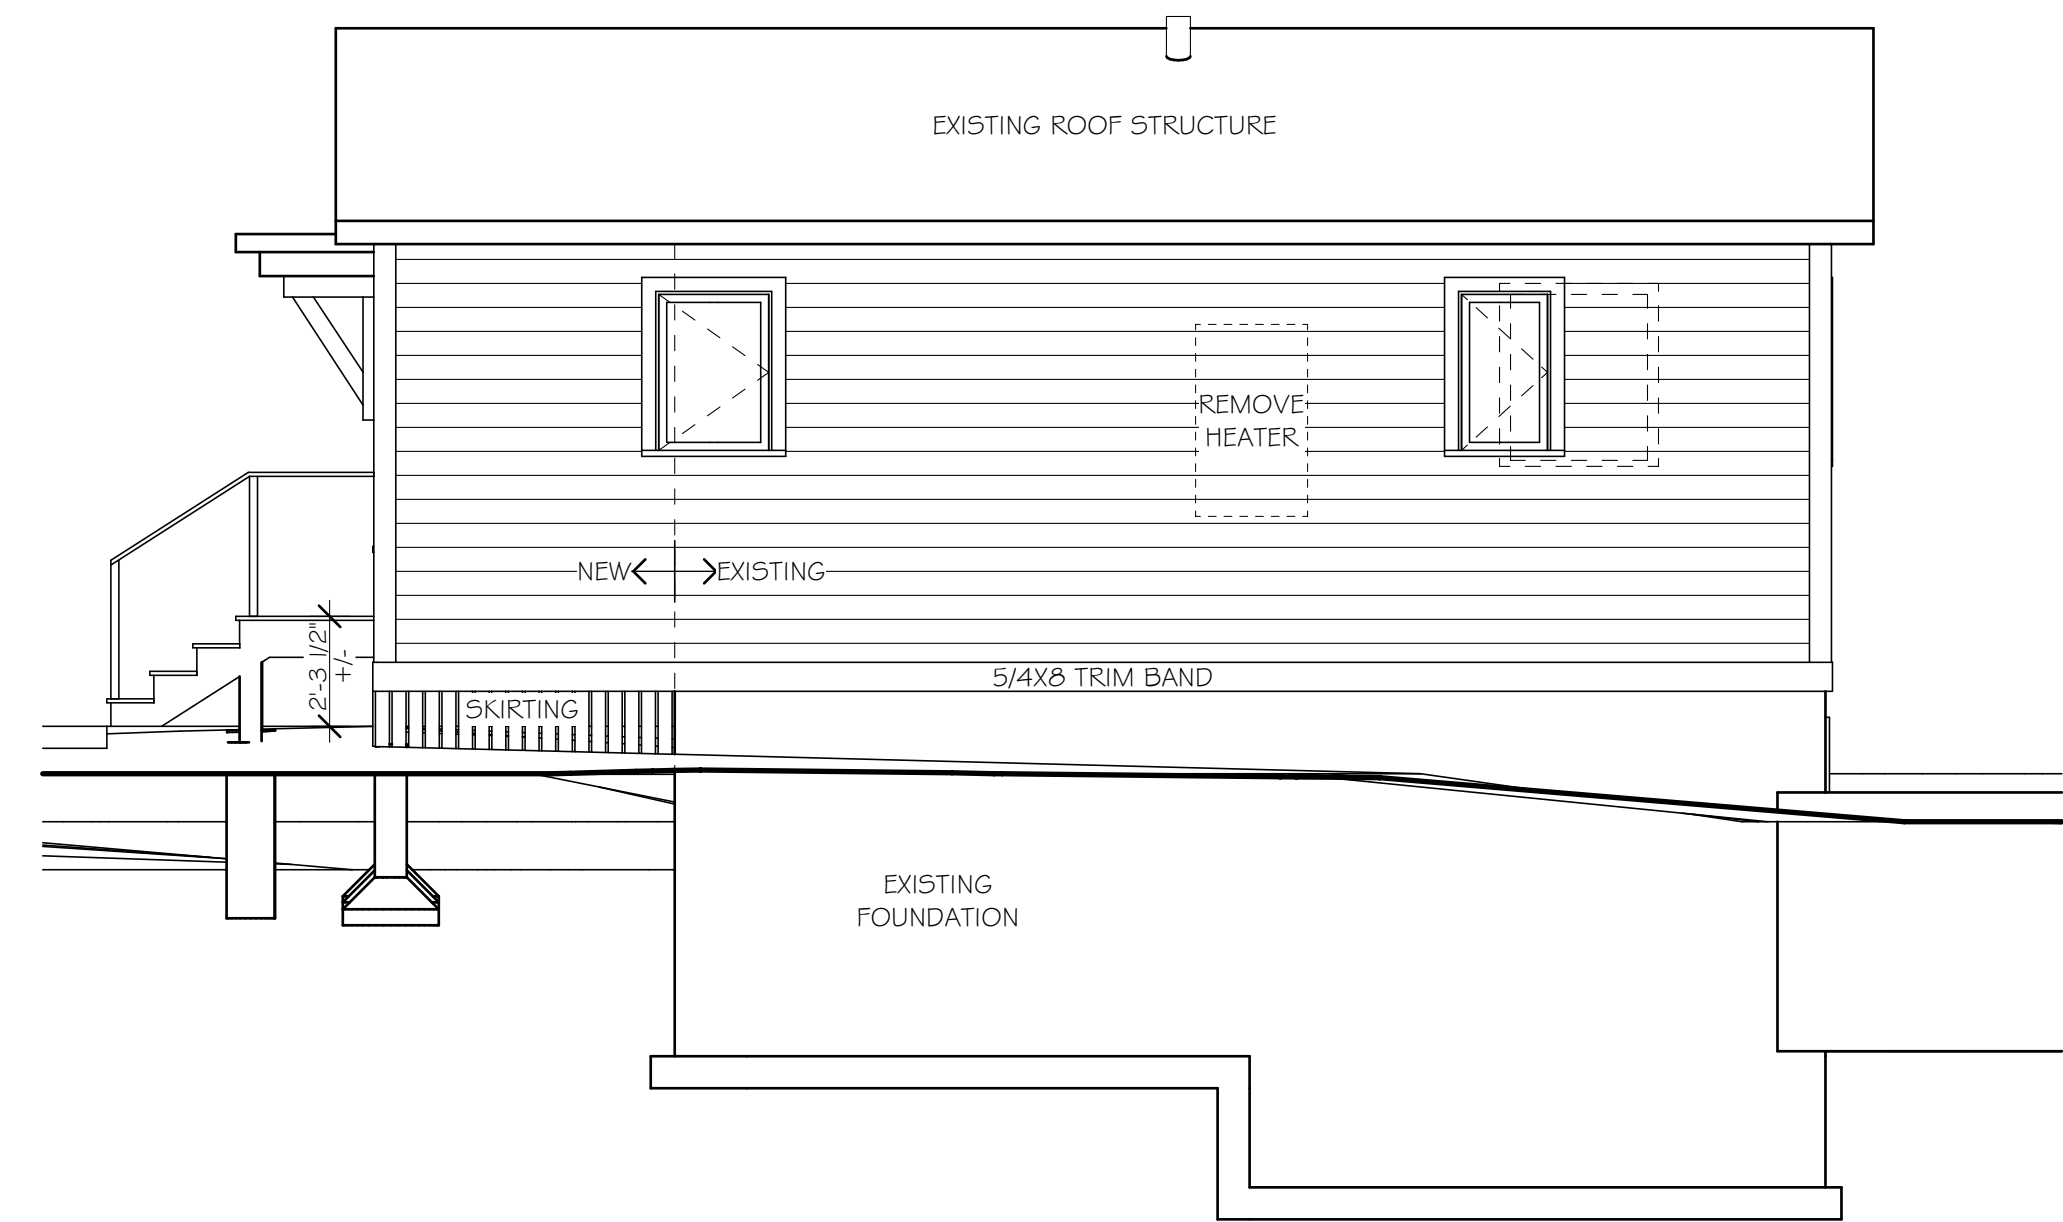 EXISTING ROOF STRUCTURE
REMOVE
HEATER
NEW
EXISTING
2'-3 1/2"
+/-
5/4X8 TRIM BAND
SKIRTING
EXISTING
FOUNDATION